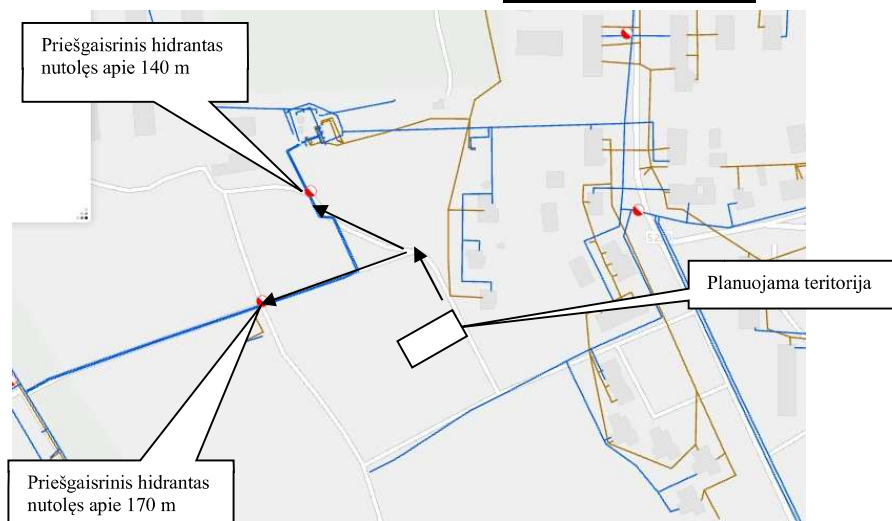 Priešgaisrinis hidrantas
nutolęs apie 140 m
Planuojama teritorija
Priešgaisrinis hidrantas
nutolęs apie 170 m